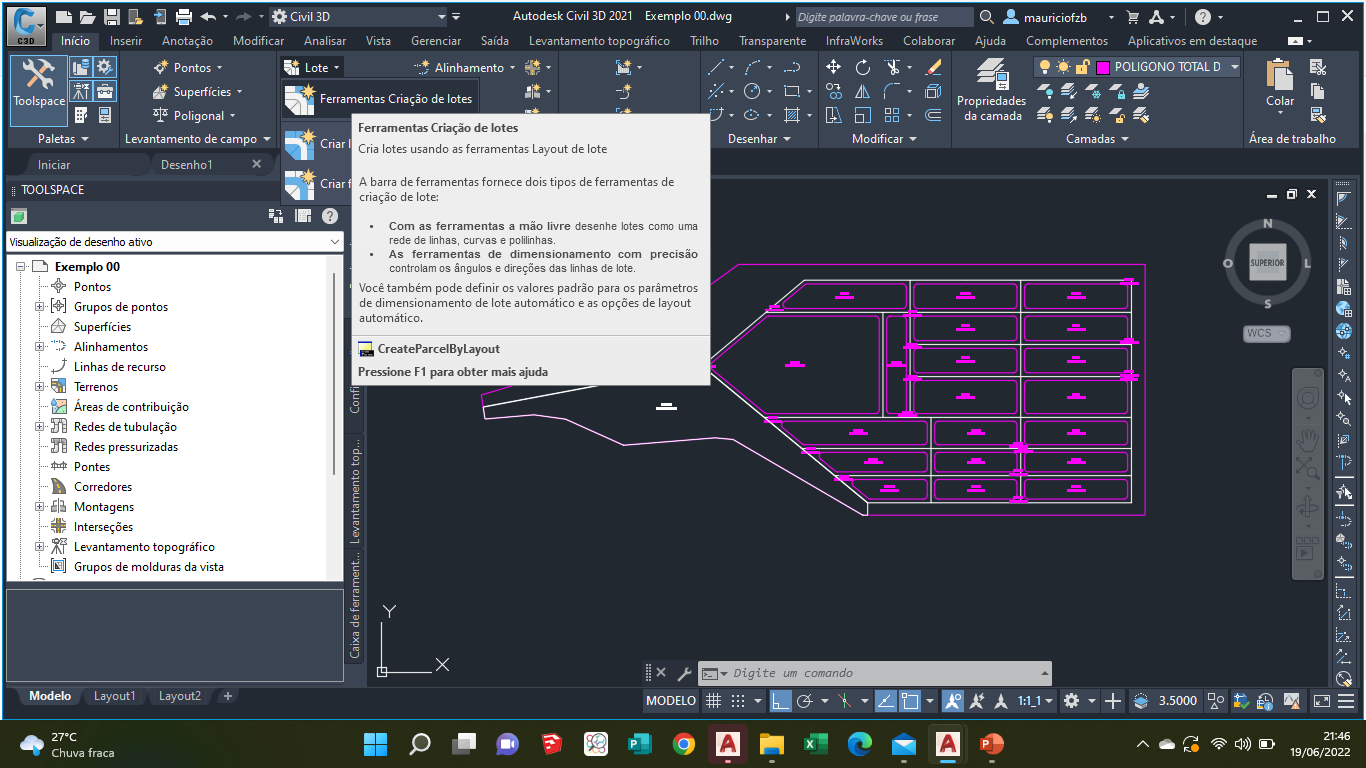 Civil 3D
Autodesk Civil 3D 2021 Exemplo 00.dwg
Digite palavra-chave ou frase
mauriciofzb
C3D
Início Inserir Anotação Modificar Analisar Vista Gerenciar Saída Levantamento topográfico Trilho Transparente InfraWorks Colaborar Ajuda Complementos Aplicativos em destaque
Toolspace
Paletas
Pontos
Superfícies
Poligonal
Levantamento de campo
Lote
Alinhamento
Ferramentas Criação de lotes
Criar
Criar
Desenhar
Modificar
Propriedades
da camada
POLIGONO TOTAL D
Camadas
Colar
Área de trabalho
Iniciar
Desenho1
Ferramentas Criação de lotes
Cria lotes usando as ferramentas Layout de lote
A barra de ferramentas fornece dois tipos de ferramentas de
criação de lote:
• Com as ferramentas a mão livre desenhe lotes como uma
rede de linhas, curvas e polilinhas.
• As ferramentas de dimensionamento com precisão
controlam os ângulos e direções das linhas de lote.
Você também pode definir os valores padrão para os parâmetros
de dimensionamento de lote automático e as opções de layout
automático.
CreateParcelByLayout
Pressione F1 para obter mais ajuda
TOOLSPACE
Visualização de desenho ativo
Exemplo 00
Pontos
Grupos de pontos
Superfícies
Alinhamentos
Linhas de recurso
Terrenos
Áreas de contribuição
Redes de tubulação
Redes pressurizadas
Pontes
Corredores
Montagens
Interseções
Levantamento topográfico
Grupos de molduras da vista
Confi
Levantamento top...
Caixa de ferrament...
N
O SUPERIOR L
S
WCS
Y
X
Digite um comando
Modelo Layout1 Layout2 +
MODELO
1:1_1
3.5000
27°C
Chuva fraca
21:46
19/06/2022